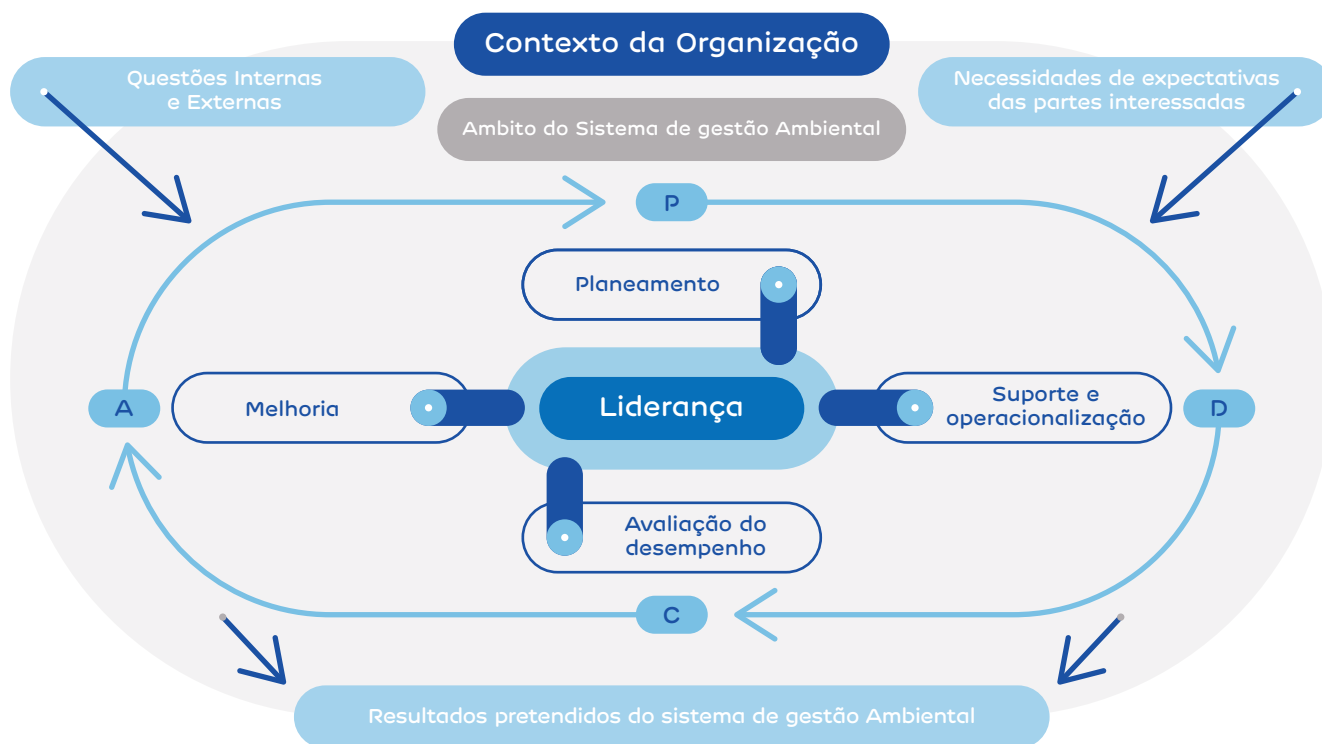 Contexto da Organização
Questões Internas
e Externas
Necessidades de expectativas
das partes interessadas
Ambito do Sistema de gestão Ambiental
P
Planeamento
A
Melhoria
Liderança
Suporte e
operacionalização
D
Avaliação do
desempenho
C
Resultados pretendidos do sistema de gestão Ambiental